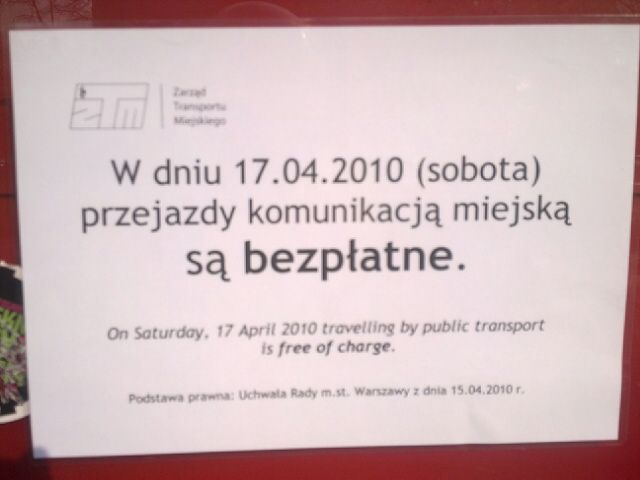 Zarząd
Transportu
Miejskiego
W dniu 17.04.2010 (sobota)
przejazdy komunikacją miejską
są bezpłatne.
On Saturday, 17 April 2010 travelling by public transport
is free of charge.
Podstawa prawna: Uchwała Rady m.st. Warszawy z dnia 15.04.2010 r.